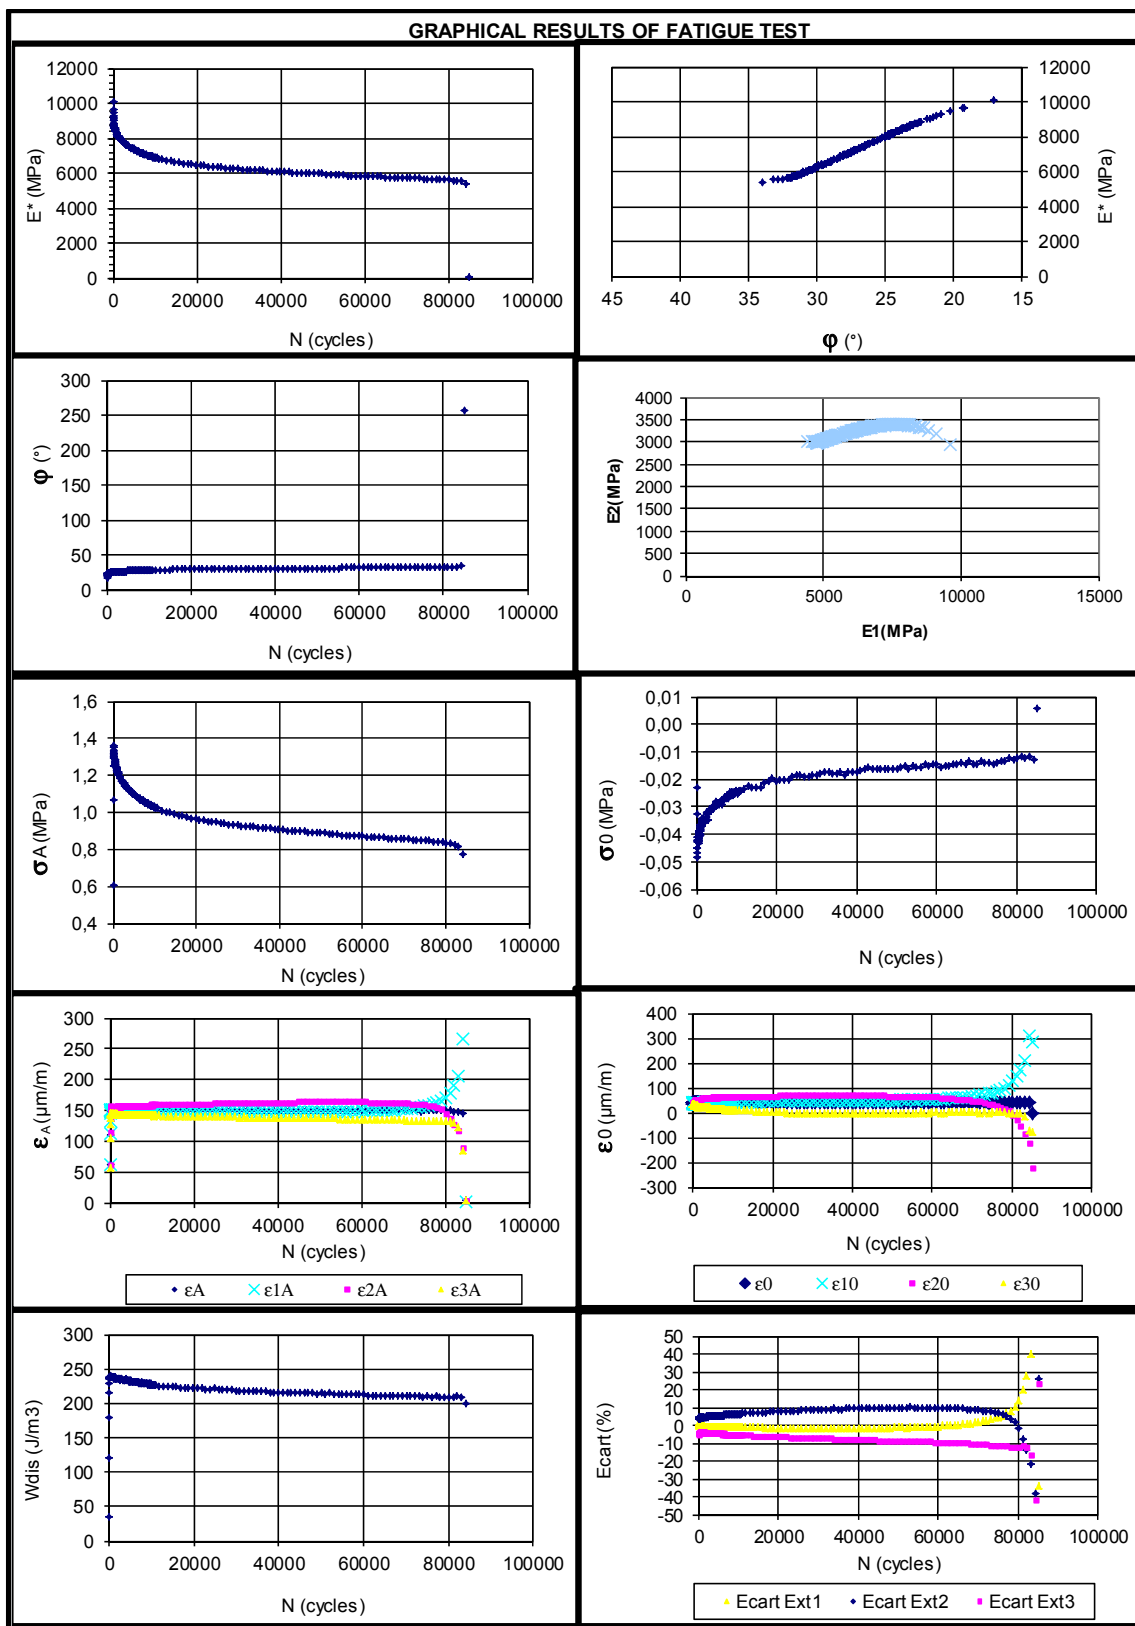 GRAPHICAL RESULTS OF FATIGUE TEST
12000
10000
8000
6000
4000
2000
0
E* (MPa)
0 20000 40000 60000 80000 100000
N (cycles)
12000
10000
8000
6000
4000
2000
0
E* (MPa)
45 40 35 30 25 20 15
φ (°)
300
250
200
150
100
50
0
φ (°)
0 20000 40000 60000 80000 100000
N (cycles)
4000
3500
3000
2500
2000
1500
1000
500
0
E2(MPa)
0 5000 10000 15000
E1(MPa)
1,6
1,4
1,2
1,0
0,8
0,6
0,4
σA (MPa)
0 20000 40000 60000 80000 100000
N (cycles)
0,01
0,00
-0,01
-0,02
-0,03
-0,04
-0,05
-0,06
σ0 (MPa)
0 20000 40000 60000 80000 100000
N (cycles)
300
250
200
150
100
50
0
εA (µm/m)
0 20000 40000 60000 80000 100000
N (cycles)
εA ε1A ε2A ε3A
400
300
200
100
0
-100
-200
-300
ε0 (µm/m)
0 20000 40000 60000 80000 100000
N (cycles)
ε0 ε10 ε20 ε30
300
250
200
150
100
50
0
Wdis (J/m3)
0 20000 40000 60000 80000 100000
N (cycles)
50
40
30
20
10
0
-10
-20
-30
-40
-50
Ecart (%)
0 20000 40000 60000 80000 100000
N (cycles)
Ecart Ext1 Ecart Ext2 Ecart Ext3